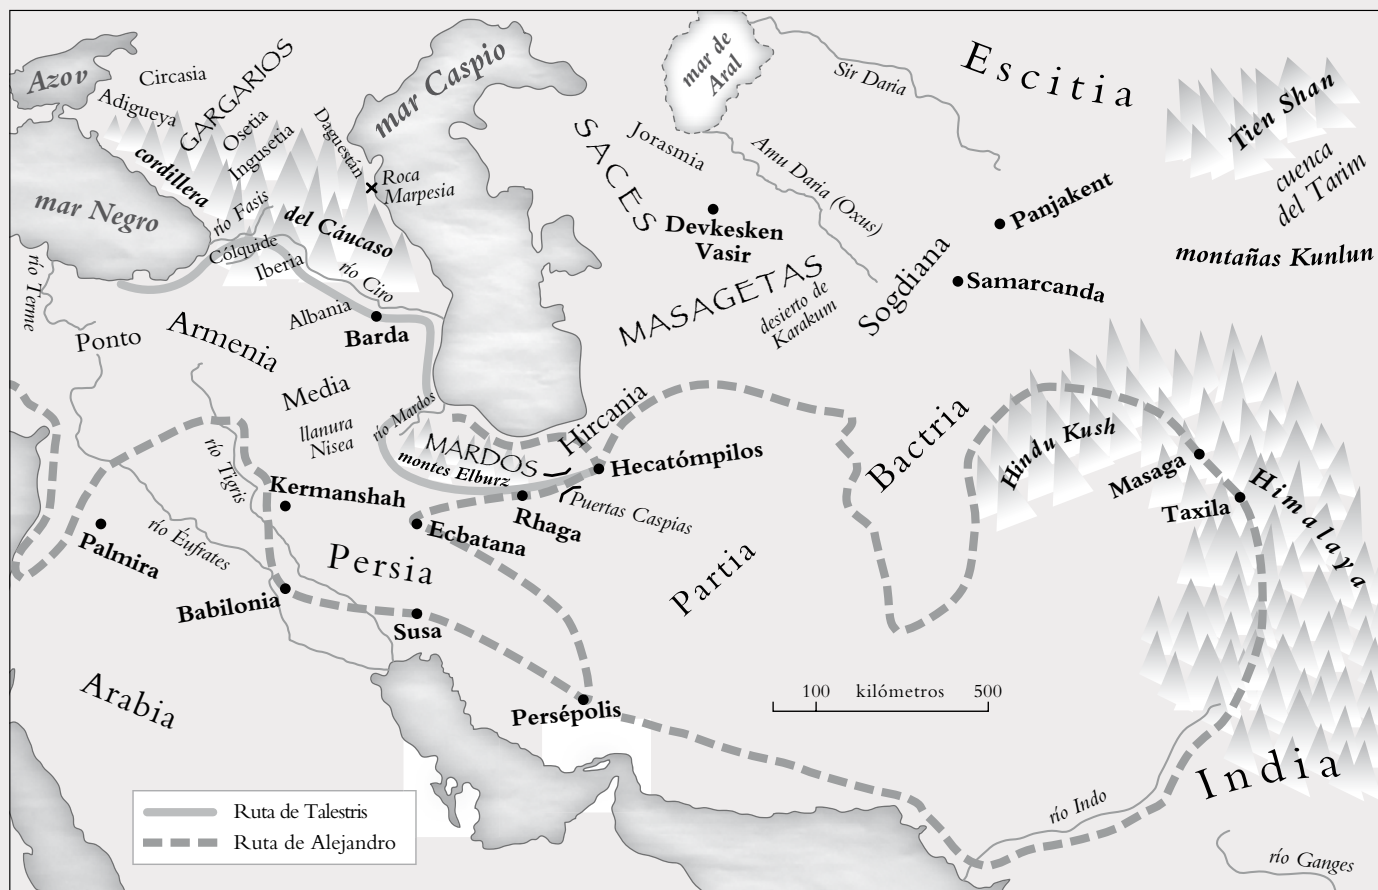 Azov
Circasia
Adigueya
GARGARIOS
Osetia
Ingusetia
Daguestán
mar Caspio
mar de
Aral
Sir Daria
Escitia
Tien Shan
cuenca
del Tarim
montañas Kunlun
cordillera
del Cáucaso
Roca
Marpesia
mar Negro
río Fasis
Cólquide
Iberia
río Ciro
SACES
Jorasmia
Amu Daria (Oxus)
Devkesken
Vasir
Panjakent
Samarcanda
Sogdiana
MASAGETAS
desierto de
Karakum
río Terme
Ponto
Armenia
Albania
Barda
Media
llanura
Nisea
río Mardos
MARDOS
montes Elburz
Hircania
Hecatómpilos
Puertas Caspias
Rhaga
Bactria
Hindu Kush
Masaga
Taxila
Himalaya
río Tigris
Kermanshah
Ecbatana
Palmira
río Éufrates
Persia
Partia
Babilonia
Susa
Arabia
Persépolis
100 kilómetros 500
India
río Indo
río Ganges
Ruta de Talestris
Ruta de Alejandro